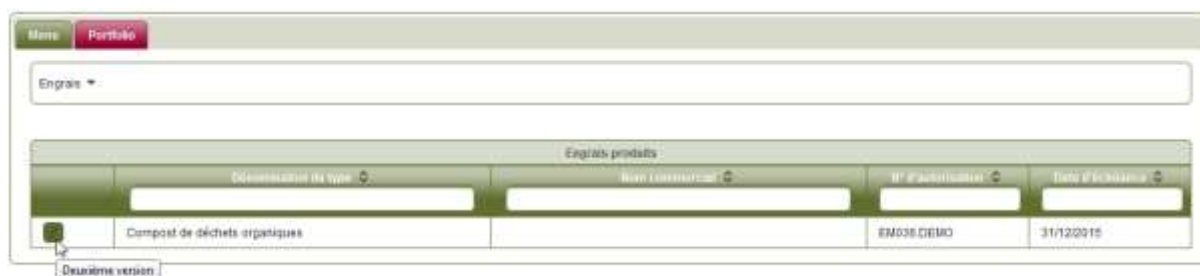 Menu Portfolio
Engrais
Engrais produits
Dénomination du type Nom commercial N° d'autorisation Date d'échéance
Compost de déchets organiques EM036.DEMO 31/12/2015
Deuxième version